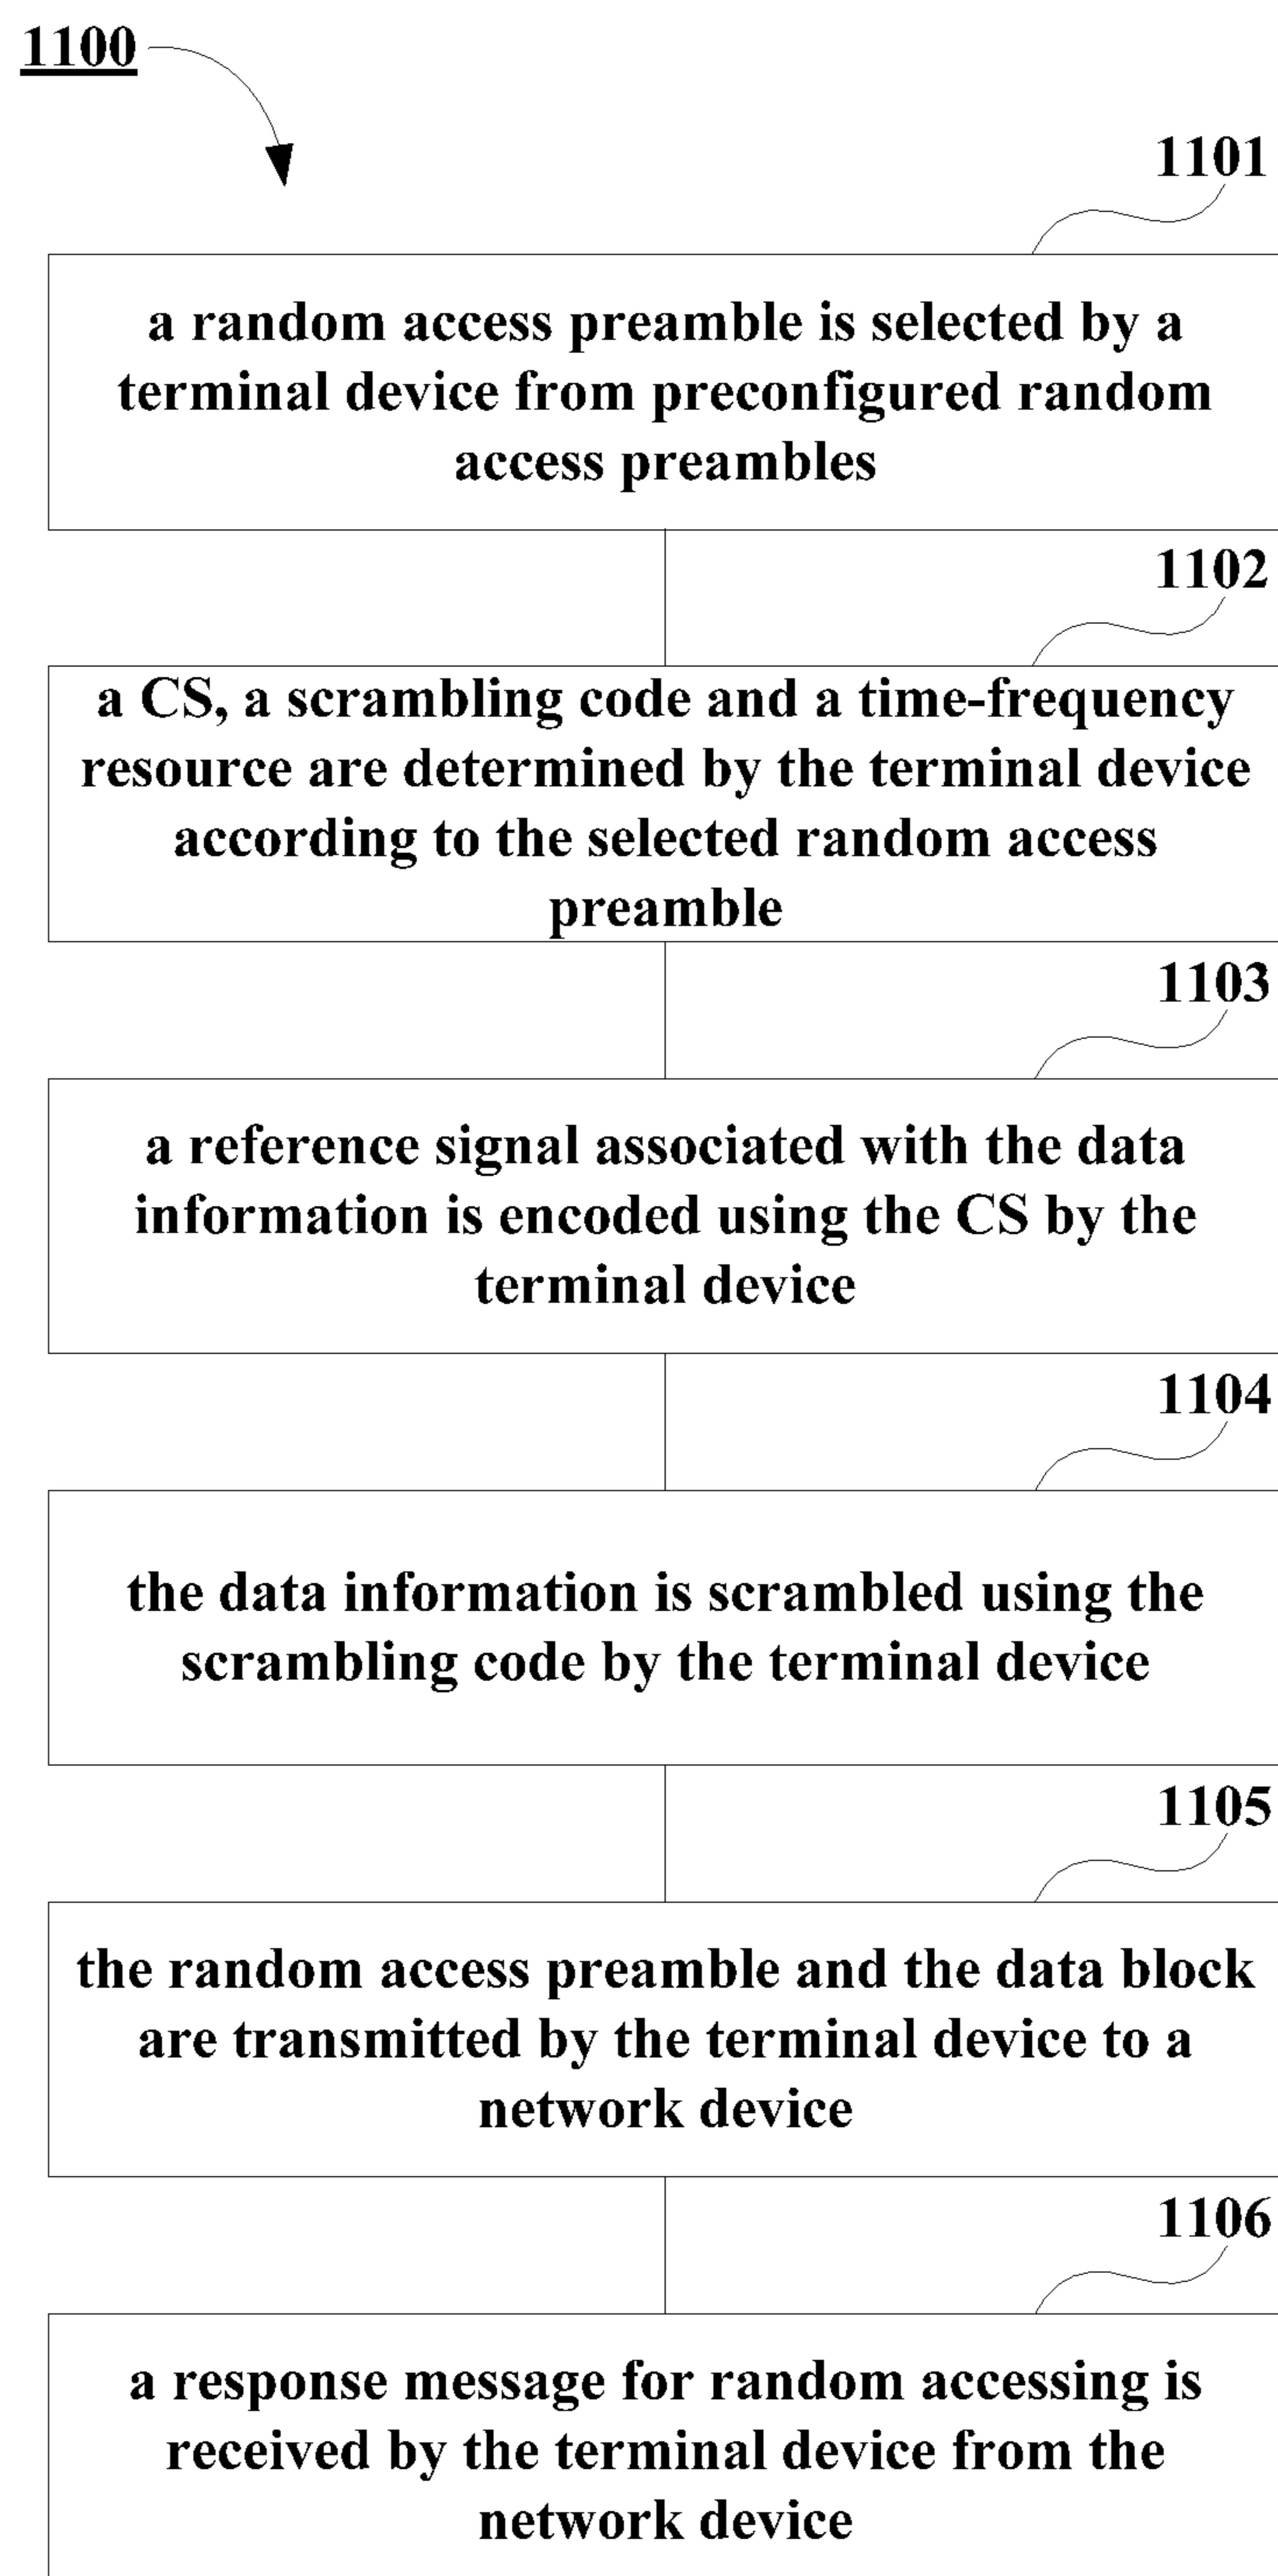 1100
1101
a random access preamble is selected by a
terminal device from preconfigured random
access preambles
1102
a CS, a scrambling code and a time-frequency
resource are determined by the terminal device
according to the selected random access
preamble
1103
a reference signal associated with the data
information is encoded using the CS by the
terminal device
1104
the data information is scrambled using the
scrambling code by the terminal device
1105
the random access preamble and the data block
are transmitted by the terminal device to a
network device
1106
a response message for random accessing is
received by the terminal device from the
network device